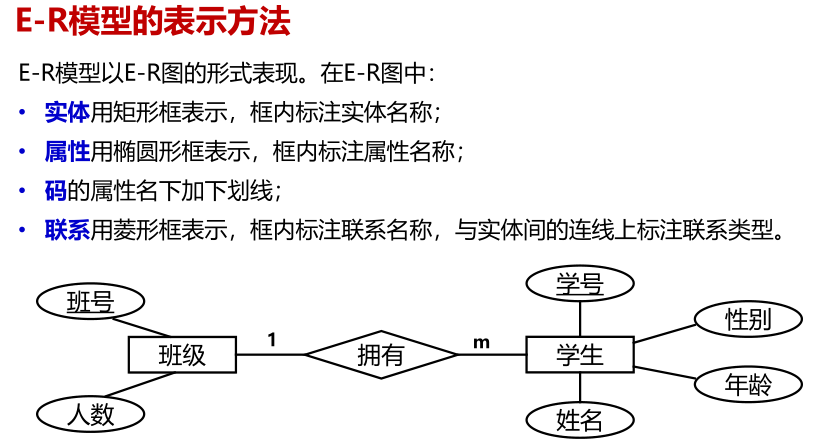 E-R模型的表示方法
E-R模型以E-R图的形式表现。在E-R图中：
• 实体用矩形框表示，框内标注实体名称；
• 属性用椭圆形框表示，框内标注属性名称；
• 码的属性名下加下划线；
• 联系用菱形框表示，框内标注联系名称，与实体间的连线上标注联系类型。
班号
学号
性别
班级
1
拥有
m
学生
年龄
人数
姓名